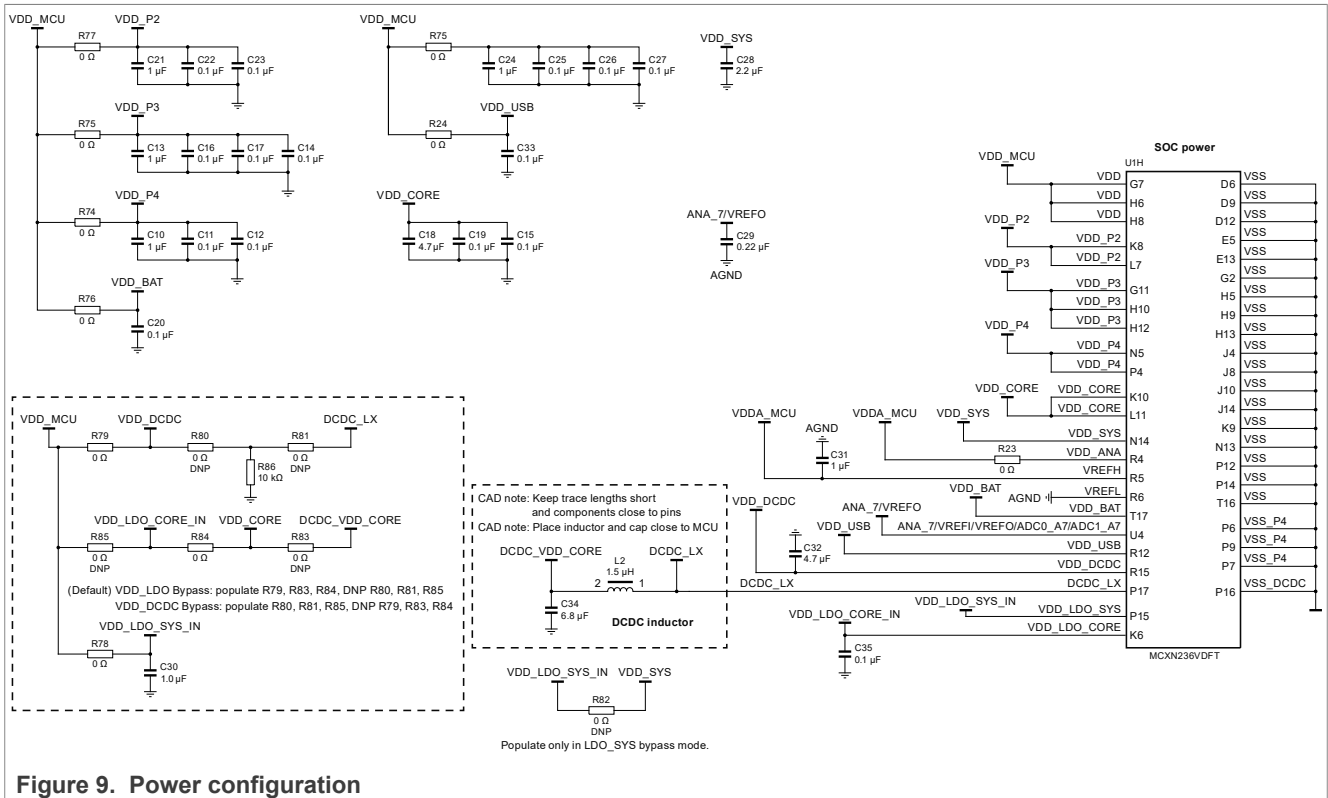 VDD_MCU
VDD_P2
R77
0 Ω
C21
1 µF
C22
0.1 µF
C23
0.1 µF
VDD_P3
R75
0 Ω
C13
1 µF
C16
0.1 µF
C17
0.1 µF
C14
0.1 µF
VDD_P4
R74
0 Ω
C10
1 µF
C11
0.1 µF
C12
0.1 µF
VDD_BAT
R76
0 Ω
C20
0.1 µF
VDD_MCU
R75
0 Ω
C24
1 µF
C25
0.1 µF
C26
0.1 µF
C27
0.1 µF
VDD_USB
R24
0 Ω
C33
0.1 µF
VDD_CORE
C18
4.7 µF
C19
0.1 µF
C15
0.1 µF
VDD_SYS
C28
2.2 µF
ANA_7/VREFO
C29
0.22 µF
AGND
VDD_MCU
VDD_DCDC
DCDC_LX
R79
0 Ω
R80
0 Ω
DNP
R81
0 Ω
DNP
R86
10 kΩ
VDD_LDO_CORE_IN
VDD_CORE
DCDC_VDD_CORE
R85
0 Ω
DNP
R84
0 Ω
R83
0 Ω
(Default) VDD_LDO Bypass: populate R79, R83, R84, DNP R80, R81, R85
VDD_DCDC Bypass: populate R80, R81, R85, DNP R79, R83, R84
VDD_LDO_SYS_IN
R78
0 Ω
C30
1.0 µF
CAD note: Keep trace lengths short
and components close to pins
CAD note: Place inductor and cap close to MCU
DCDC_VDD_CORE
DCDC_LX
L2
1.5 µH
2
1
C34
6.8 µF
DCDC inductor
VDD_LDO_SYS_IN
VDD_SYS
R82
0 Ω
DNP
Populate only in LDO_SYS bypass mode.
SOC power
U1H
VDD_MCU
VDD_P2
VDD_P3
VDD_P4
VDD_CORE
VDDA_MCU
AGND
C31
1 µF
VDDA_MCU
VDD_SYS
R23
0 Ω
VDD_DCDC
VDD_BAT
AGND
ANA_7/VREFO
VDD_USB
C32
4.7 µF
DCDC_LX
VDD_LDO_SYS_IN
VDD_LDO_CORE_IN
C35
0.1 µF
VDD G7
VDD H6
VDD H8
VDD_P2 K8
VDD_P2 L7
VDD_P3 G11
VDD_P3 H10
VDD_P3 H12
VDD_P4 N5
VDD_P4 P4
VDD_CORE K10
VDD_CORE L11
VDD_SYS N14
VDD_ANA R4
VREFH R5
VREFL R6
VDD_BAT T17
ANA_7/VREFI/VREFO/ADC0_A7/ADC1_A7 U4
VDD_USB R12
VDD_DCDC R15
DCDC_LX P17
VDD_LDO_SYS P15
VDD_LDO_CORE K6
D6 VSS
D9 VSS
D12 VSS
E5 VSS
E13 VSS
G2 VSS
H5 VSS
H9 VSS
H13 VSS
J4 VSS
J8 VSS
J10 VSS
J14 VSS
K9 VSS
N13 VSS
P12 VSS
P14 VSS
T16 VSS
P6 VSS_P4
P9 VSS_P4
P7 VSS_P4
P16 VSS_DCDC
MCXN236VDFT
Figure 9. Power configuration